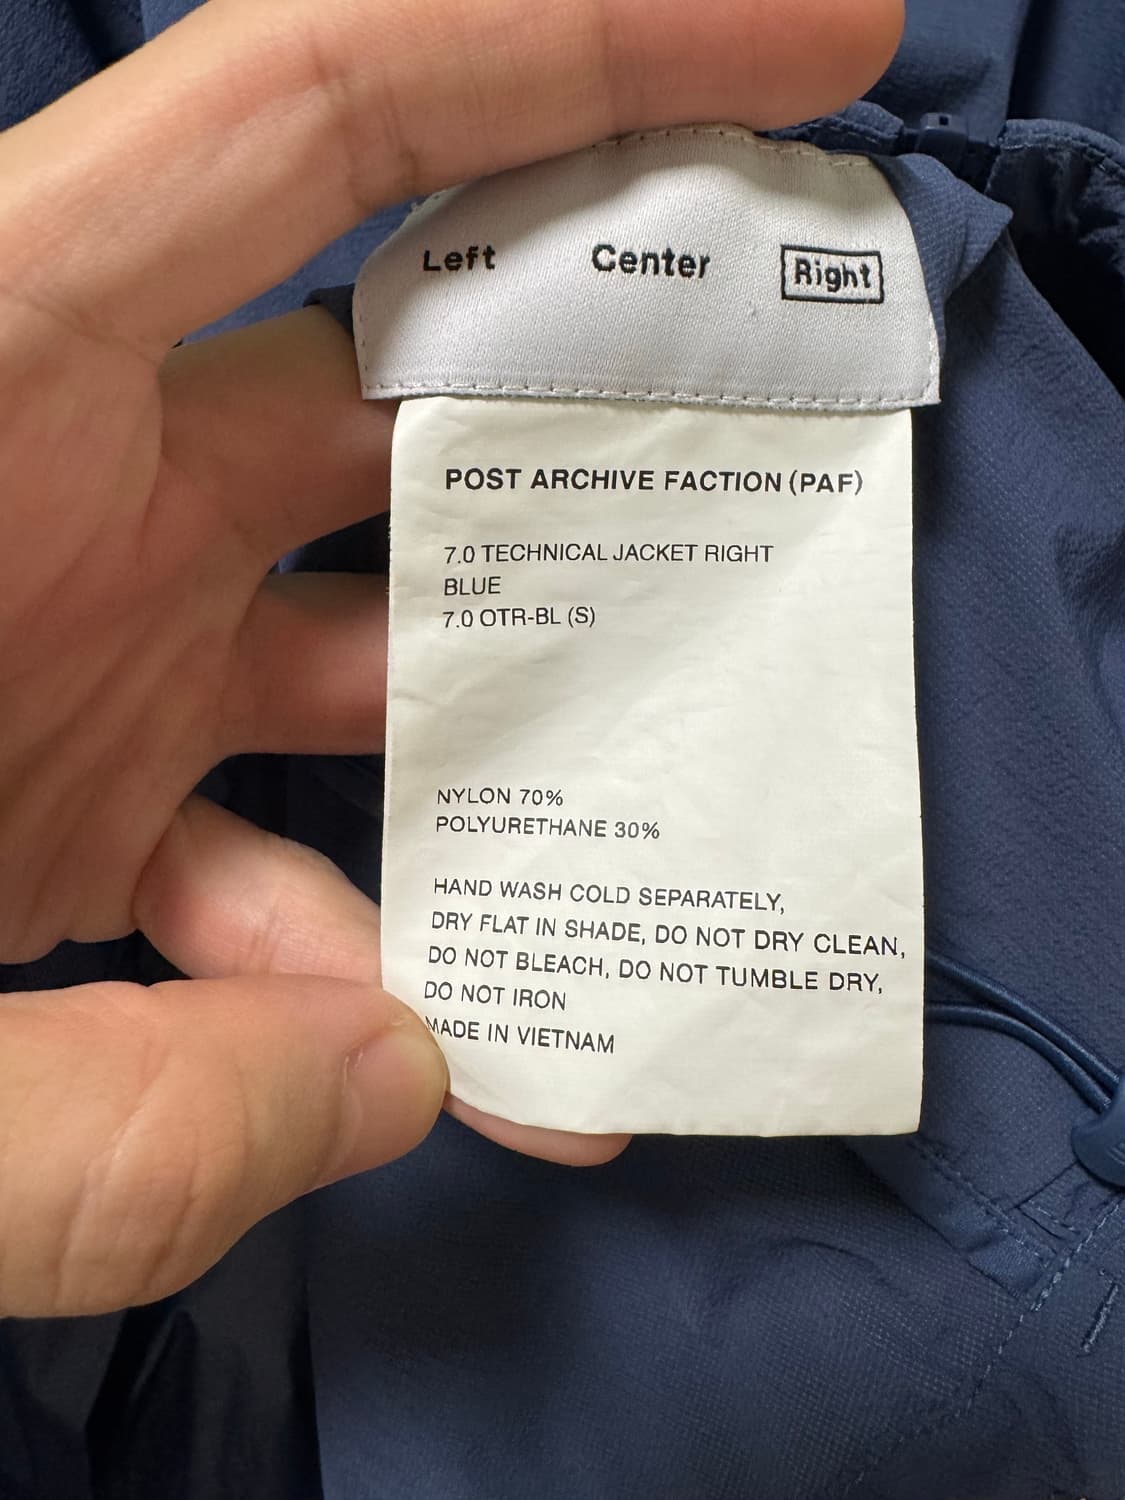 Left Center Right
POST ARCHIVE FACTION (PAF)
7.0 TECHNICAL JACKET RIGHT
BLUE
7.0 OTR-BL (S)
NYLON 70%
POLYURETHANE 30%
HAND WASH COLD SEPARATELY,
DRY FLAT IN SHADE, DO NOT DRY CLEAN,
DO NOT BLEACH, DO NOT TUMBLE DRY,
DO NOT IRON
MADE IN VIETNAM